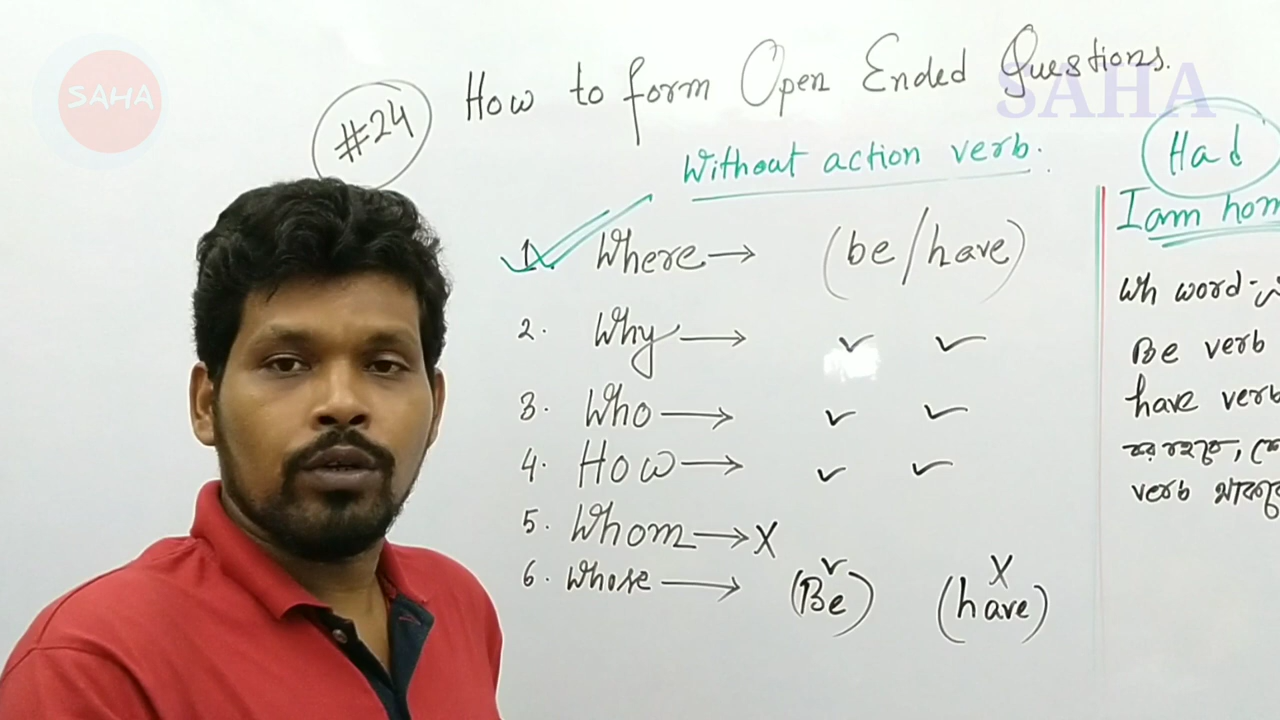 SAHA
SAHA
#24
How to form Open Ended Questions.
Without action verb.
1. Where → (be/have)
2. Why → ✓ ✓
3. Who → ✓ ✓
4. How → ✓ ✓
5. Whom → X
6. Whose → (Be) ✓ (have) X
Had
I am hom
Wh word-
Be verb
have verb
verb